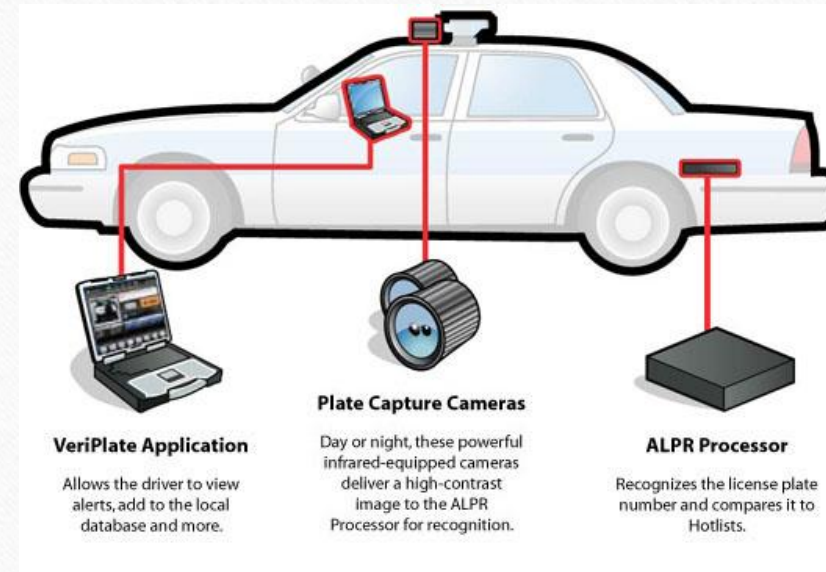 VeriPlate Application
Allows the driver to view
alerts, add to the local
database and more.
Plate Capture Cameras
Day or night, these powerful
infrared-equipped cameras
deliver a high-contrast
image to the ALPR
Processor for recognition.
ALPR Processor
Recognizes the license plate
number and compares it to
Hotlists.